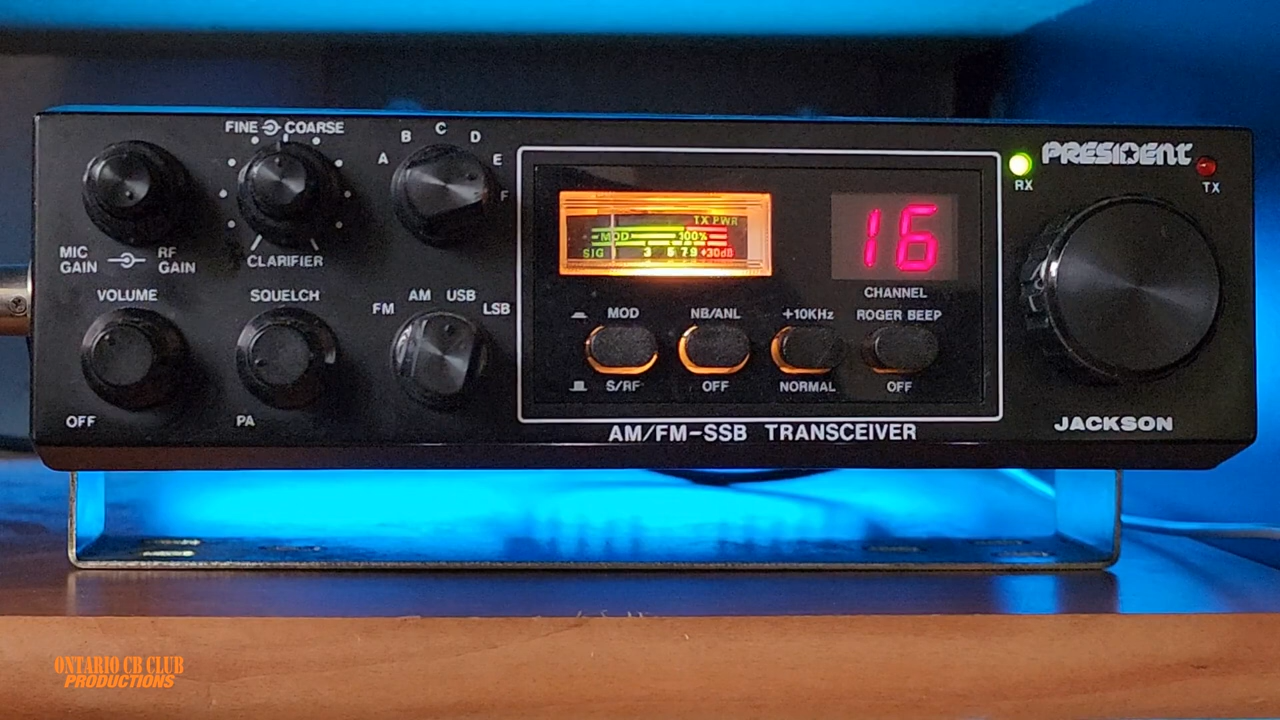 FINE COARSE
A B C D E F
MIC GAIN
RF GAIN
CLARIFIER
VOLUME
OFF
SQUELCH
PA
FM AM USB LSB
TX PWR
MOD 100%
SIG 3 5 7 9 +30dB
16
CHANNEL
RX
PRESIDENT
TX
MOD NB/ANL +10KHz ROGER BEEP
S/RF OFF NORMAL OFF
AM/FM-SSB TRANSCEIVER
JACKSON
ONTARIO CB CLUB
PRODUCTIONS